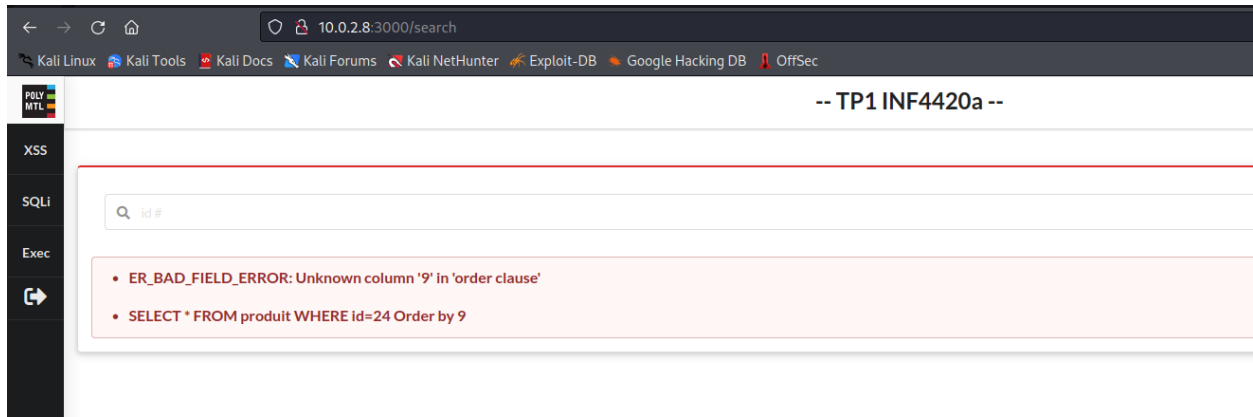 10.0.2.8:3000/search
Kali Linux Kali Tools Kali Docs Kali Forums Kali NetHunter Exploit-DB Google Hacking DB OffSec
POLY
MTL
-- TP1 INF4420a --
XSS
SQLi
id #
Exec
ER_BAD_FIELD_ERROR: Unknown column '9' in 'order clause'
SELECT * FROM produit WHERE id=24 Order by 9